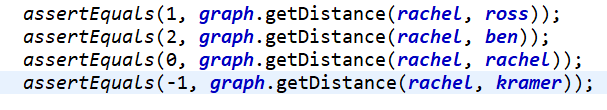 assertEquals(1, graph.getDistance(rachel, ross));
assertEquals(2, graph.getDistance(rachel, ben));
assertEquals(0, graph.getDistance(rachel, rachel));
assertEquals(-1, graph.getDistance(rachel, kramer));